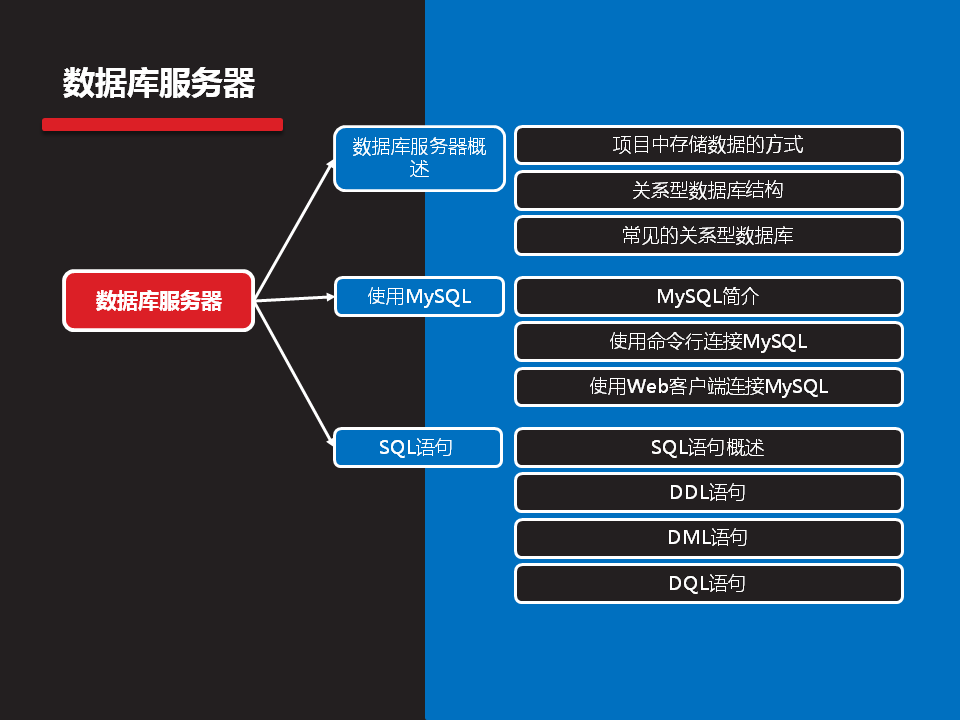 数据库服务器
数据库服务器概
述
项目中存储数据的方式
关系型数据库结构
常见的关系型数据库
数据库服务器
使用MySQL
MySQL简介
使用命令行连接MySQL
使用Web客户端连接MySQL
SQL语句
SQL语句概述
DDL语句
DML语句
DQL语句